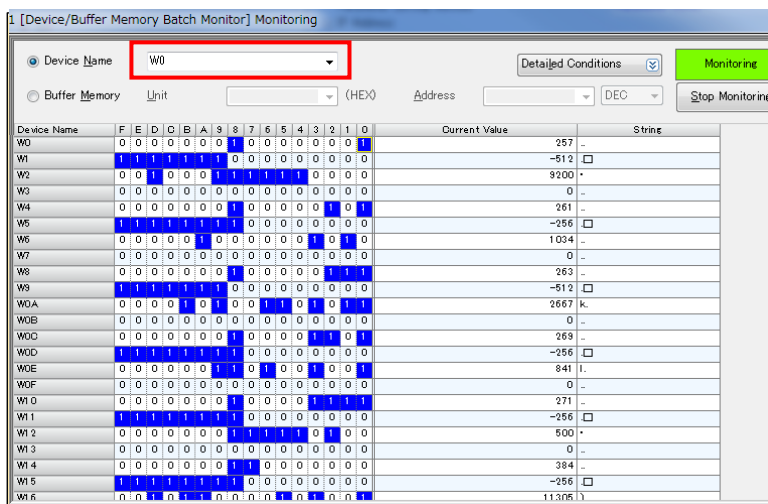 1 [Device/Buffer Memory Batch Monitor] Monitoring
Device Name W0 Detailed Conditions Monitoring
Buffer Memory Unit (HEX) Address DEC Stop Monitoring
Device Name F E D C B A 9 8 7 6 5 4 3 2 1 0 Current Value String
W0 0 0 0 0 0 0 0 1 0 0 0 0 0 0 0 1 257 ..
W1 1 1 1 1 1 1 1 0 0 0 0 0 0 0 0 0 -512 .□
W2 0 0 1 0 0 0 1 1 1 1 1 1 0 0 0 0 9200 ・
W3 0 0 0 0 0 0 0 0 0 0 0 0 0 0 0 0 0 ..
W4 0 0 0 0 0 0 0 1 0 0 0 0 0 1 0 1 261 ..
W5 1 1 1 1 1 1 1 1 0 0 0 0 0 0 0 0 -256 .□
W6 0 0 0 0 0 1 0 0 0 0 0 0 1 0 1 0 1034 ..
W7 0 0 0 0 0 0 0 0 0 0 0 0 0 0 0 0 0 ..
W8 0 0 0 0 0 0 0 1 0 0 0 0 0 1 1 1 263 ..
W9 1 1 1 1 1 1 1 0 0 0 0 0 0 0 0 0 -512 .□
W0A 0 0 0 0 1 0 1 0 0 1 1 0 1 0 1 1 2667 k.
W0B 0 0 0 0 0 0 0 0 0 0 0 0 0 0 0 0 0 ..
W0C 0 0 0 0 0 0 0 1 0 0 0 0 1 1 0 1 269 ..
W0D 1 1 1 1 1 1 1 1 0 0 0 0 0 0 0 0 -256 .□
W0E 0 0 0 0 0 0 1 1 0 1 0 0 1 0 0 1 841 I.
W0F 0 0 0 0 0 0 0 0 0 0 0 0 0 0 0 0 0 ..
W10 0 0 0 0 0 0 0 1 0 0 0 0 1 1 1 1 271 ..
W11 1 1 1 1 1 1 1 1 0 0 0 0 0 0 0 0 -256 .□
W12 0 0 0 0 0 0 0 1 1 1 1 1 0 1 0 0 500 ・
W13 0 0 0 0 0 0 0 0 0 0 0 0 0 0 0 0 0 ..
W14 0 0 0 0 0 0 0 1 1 0 0 0 0 0 0 0 384 ..
W15 1 1 1 1 1 1 1 1 0 0 0 0 0 0 0 0 -256 .□
W16 0 0 1 0 1 1 0 0 0 0 1 0 1 0 0 1 11305 )